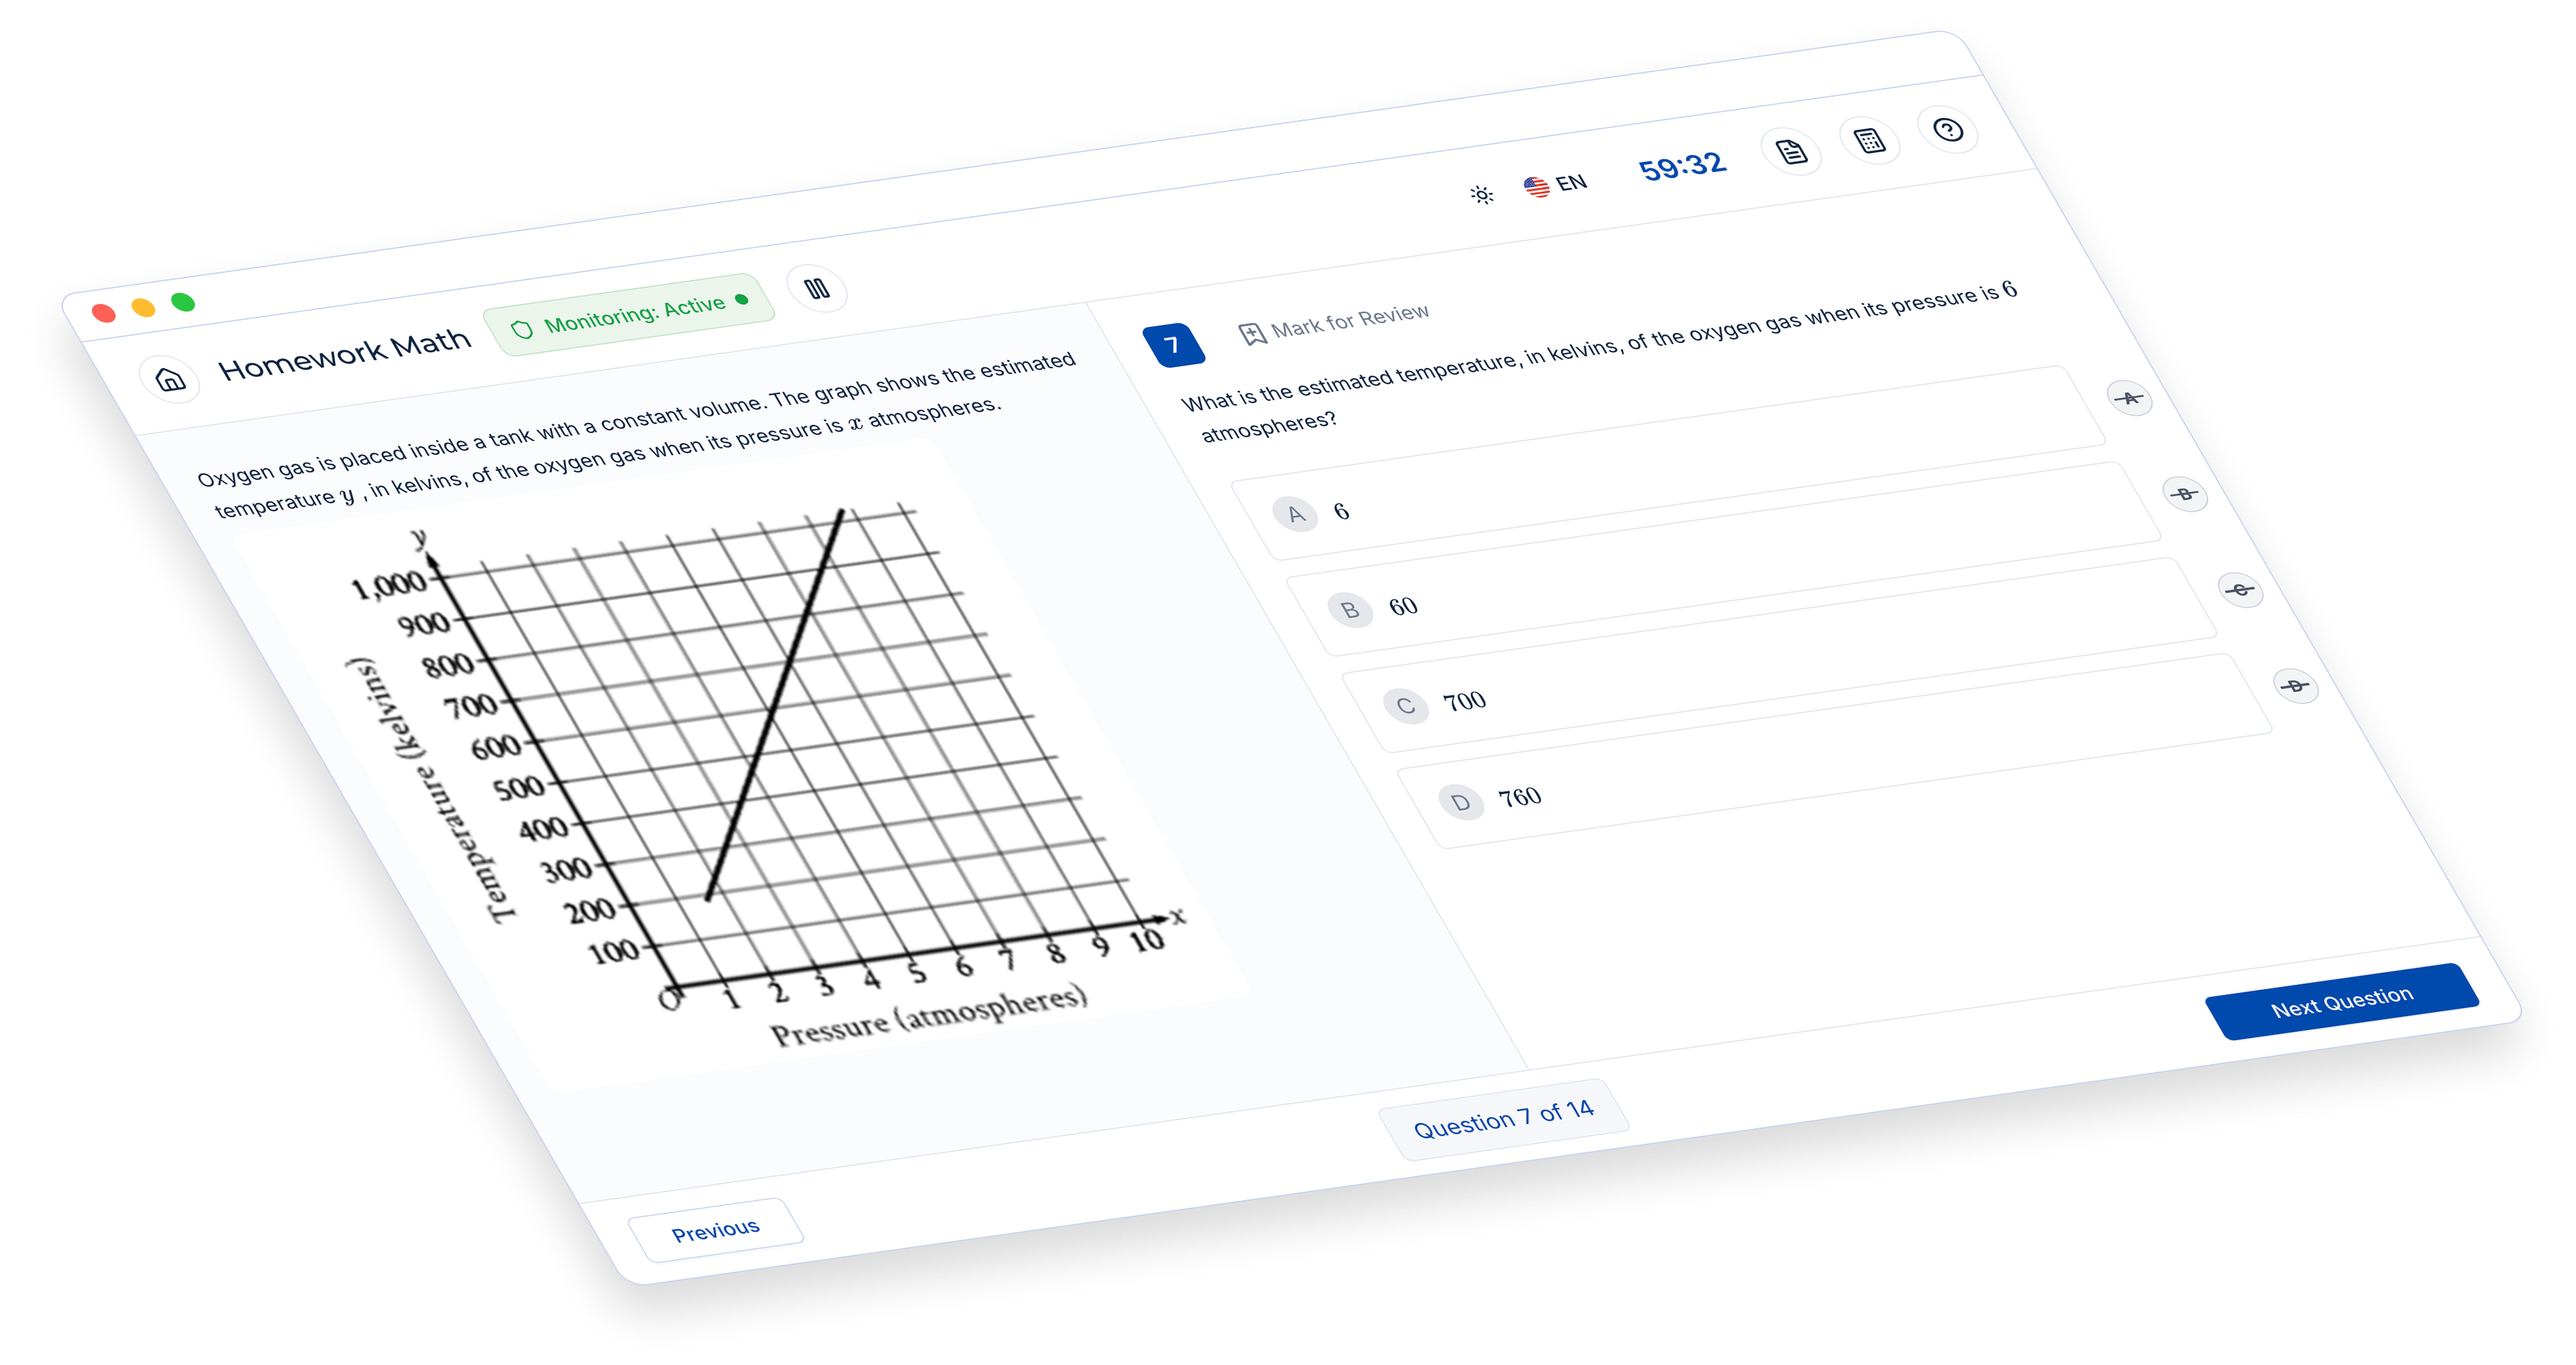 Homework Math
Monitoring: Active
EN
59:32
Oxygen gas is placed inside a tank with a constant volume. The graph shows the estimated
temperature y , in kelvins, of the oxygen gas when its pressure is x atmospheres.
y
1,000
900
800
700
600
500
400
300
200
100
O
1 2 3 4 5 6 7 8 9 10
x
Temperature (kelvins)
Pressure (atmospheres)
7
Mark for Review
What is the estimated temperature, in kelvins, of the oxygen gas when its pressure is 6
atmospheres?
A 6
A
B 60
B
C 700
C
D 760
D
Previous
Question 7 of 14
Next Question